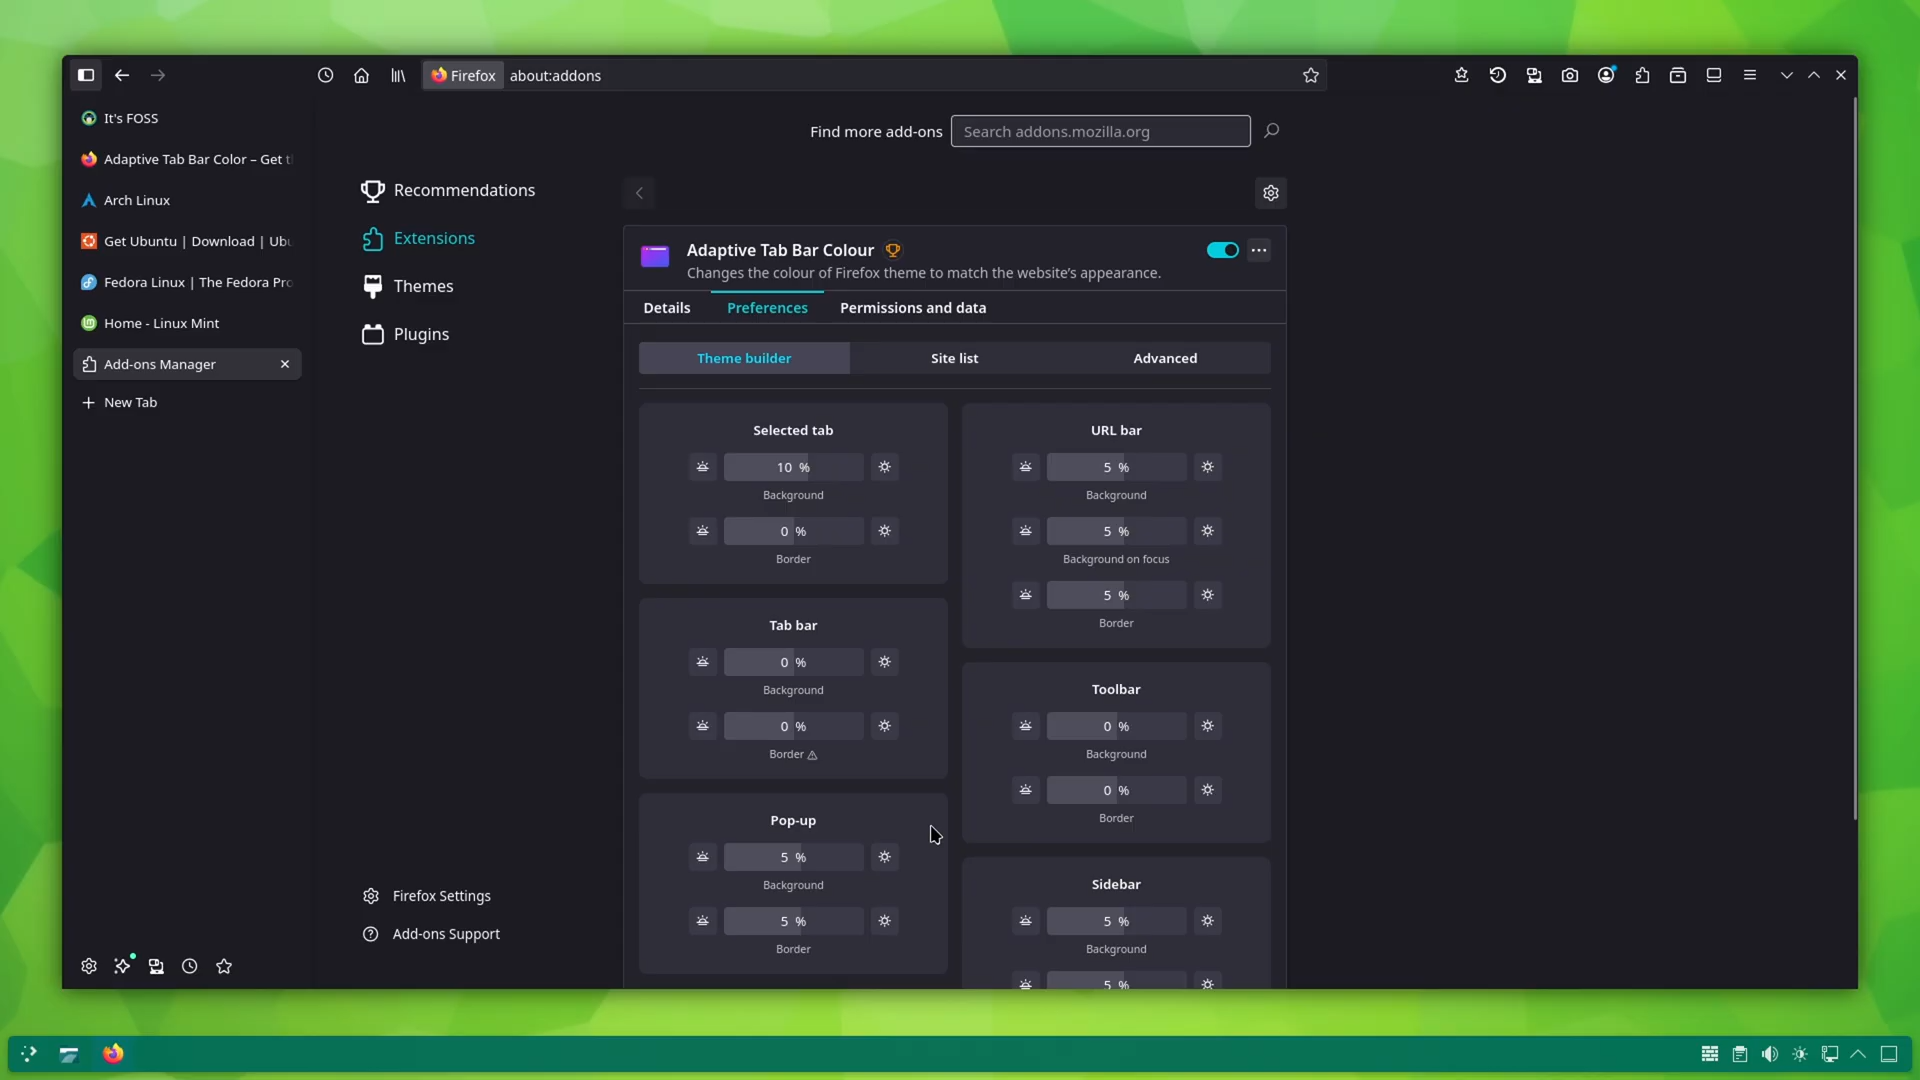 Firefox about:addons
It's FOSS
Adaptive Tab Bar Color – Get t
Arch Linux
Get Ubuntu | Download | Ubu
Fedora Linux | The Fedora Pro
Home - Linux Mint
Add-ons Manager
New Tab
Find more add-ons Search addons.mozilla.org
Recommendations
Extensions
Themes
Plugins
Firefox Settings
Add-ons Support
Adaptive Tab Bar Colour
Changes the colour of Firefox theme to match the website's appearance.
Details Preferences Permissions and data
Theme builder Site list Advanced
Selected tab
10 %
Background
0 %
Border
Tab bar
0 %
Background
0 %
Border
Pop-up
5 %
Background
5 %
Border
URL bar
5 %
Background
5 %
Background on focus
5 %
Border
Toolbar
0 %
Background
0 %
Border
Sidebar
5 %
Background
5 %